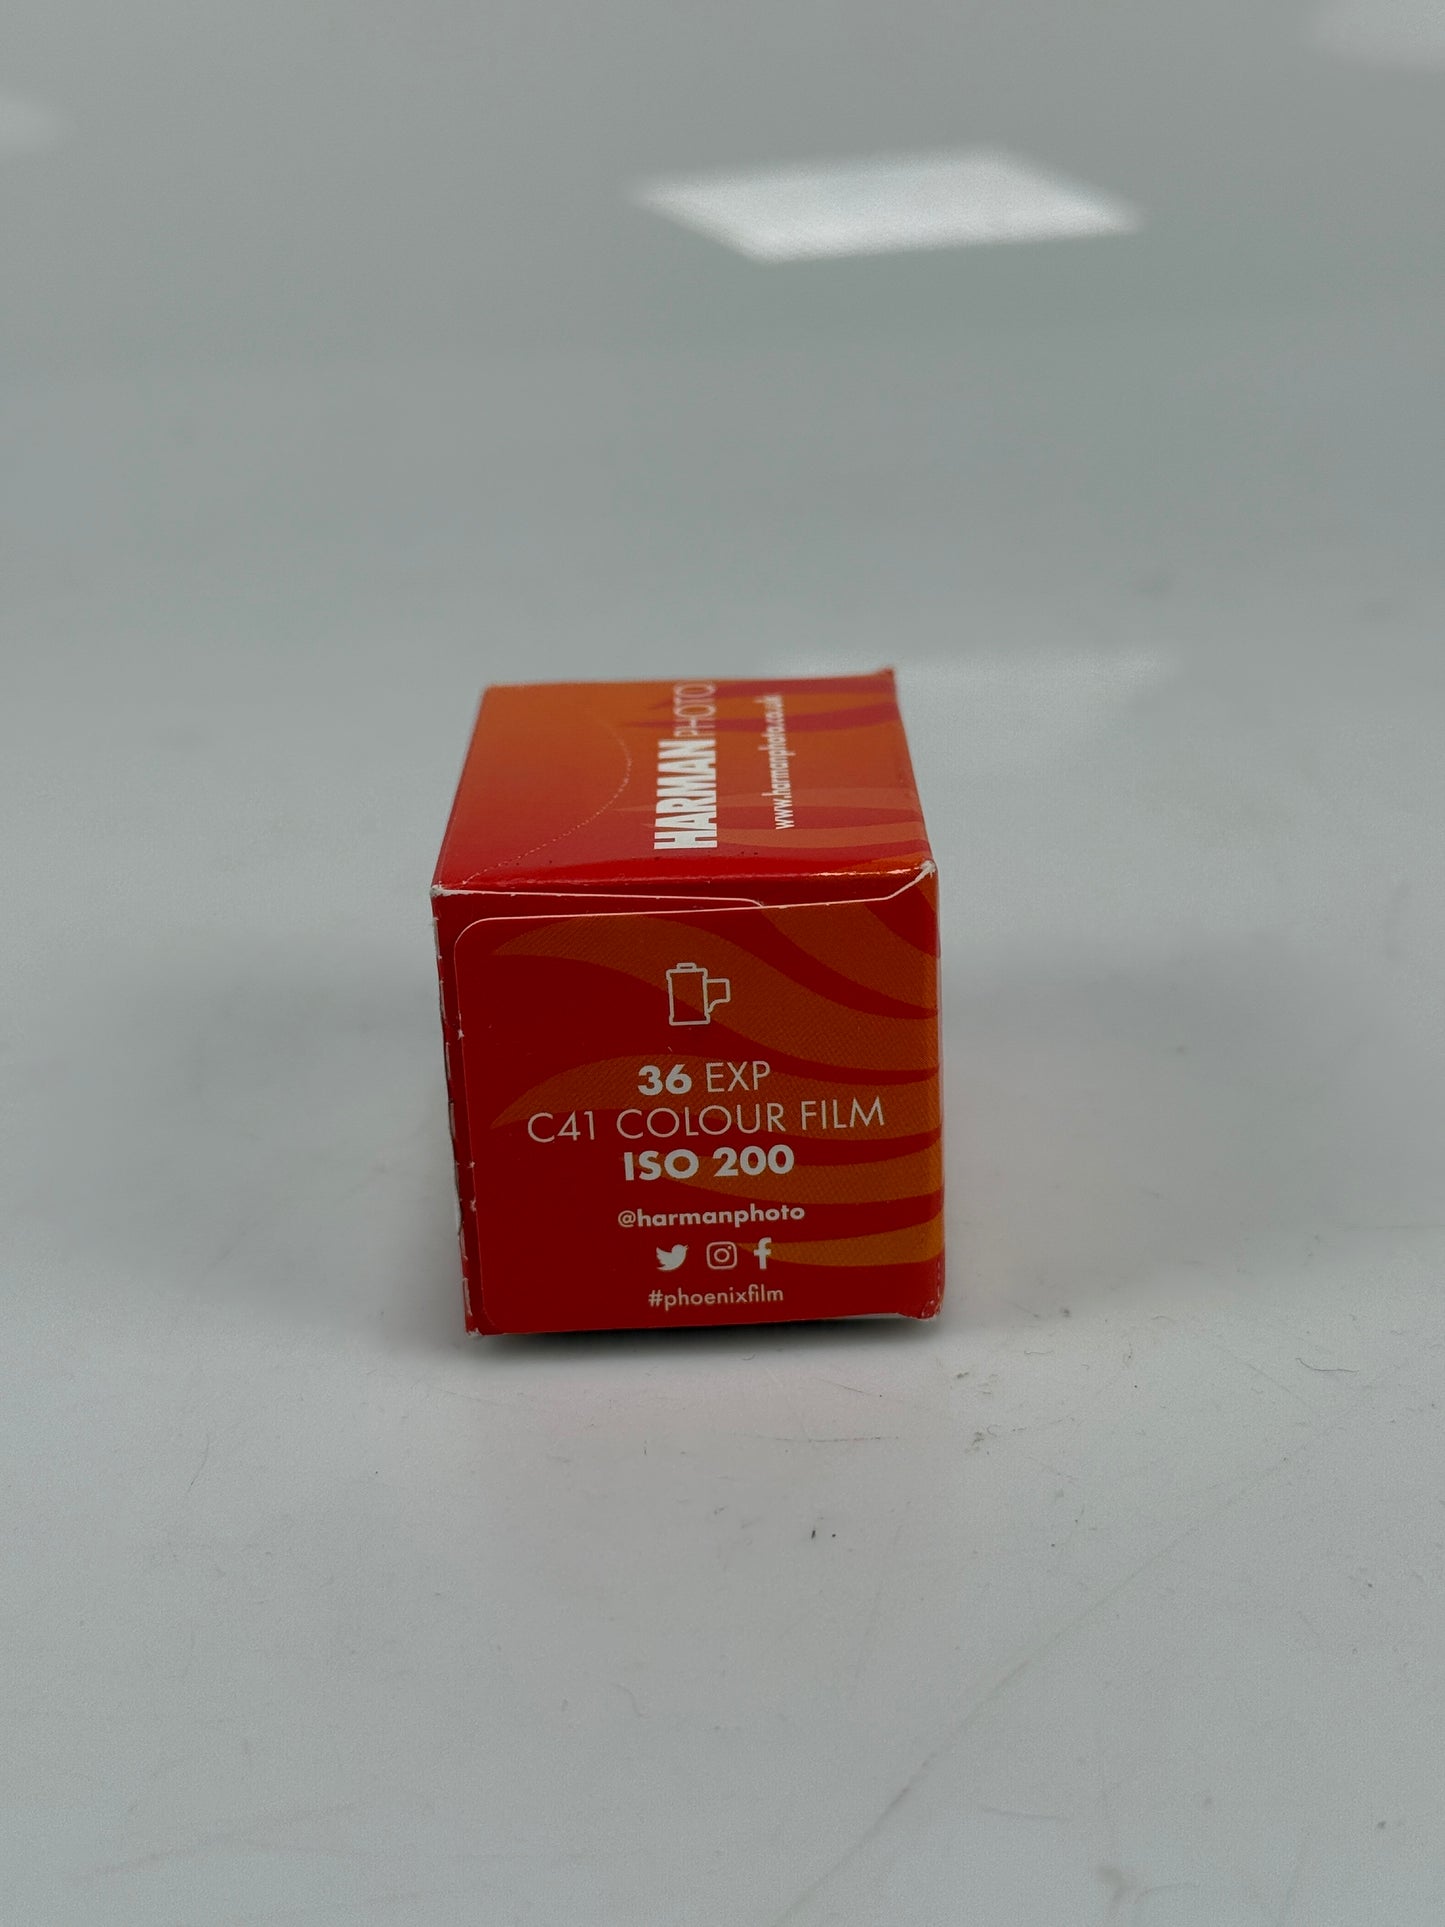 HARMAN PHOTO
www.harmanphoto.co.uk
36 EXP
C41 COLOUR FILM
ISO 200
@harmanphoto
#phoenixfilm